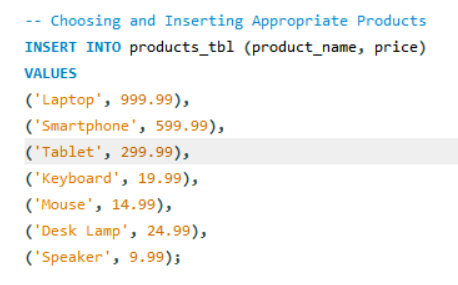 -- Choosing and Inserting Appropriate Products
INSERT INTO products_tbl (product_name, price)
VALUES
('Laptop', 999.99),
('Smartphone', 599.99),
('Tablet', 299.99),
('Keyboard', 19.99),
('Mouse', 14.99),
('Desk Lamp', 24.99),
('Speaker', 9.99);